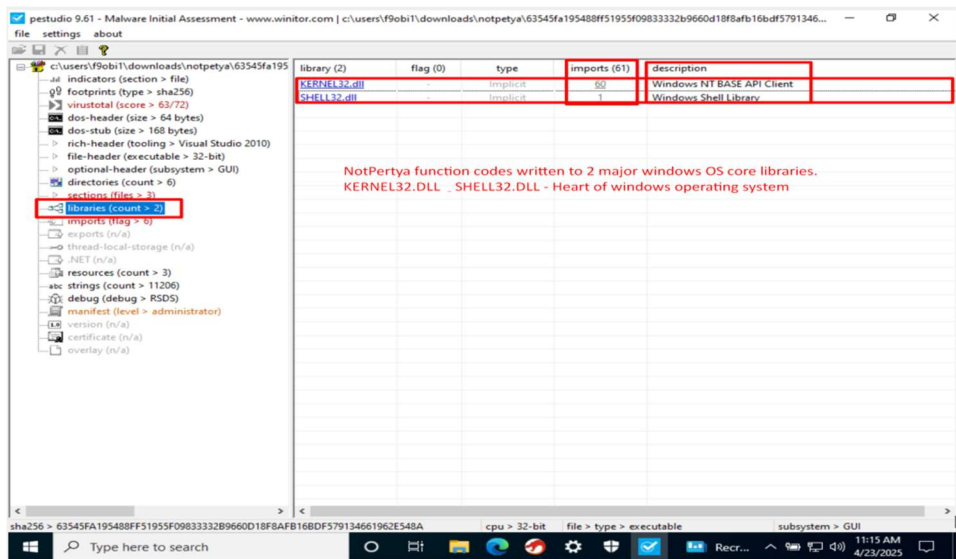 pestudio 9.61 - Malware Initial Assessment - www.winitor.com | c:\users\f9obi1\downloads\notpetya\63545fa195488ff51955f09833332b9660d18f8afb16bdf5791346...
file settings about
c:\users\f9obi1\downloads\notpetya\63545fa195
indicators (section > file)
footprints (type > sha256)
virustotal (score > 63/72)
dos-header (size > 64 bytes)
dos-stub (size > 168 bytes)
rich-header (tooling > Visual Studio 2010)
file-header (executable > 32-bit)
optional-header (subsystem > GUI)
directories (count > 6)
sections (files > 3)
libraries (count > 2)
imports (flag > 6)
exports (n/a)
thread-local-storage (n/a)
.NET (n/a)
resources (count > 3)
abc strings (count > 11206)
debug (debug > RSDS)
manifest (level > administrator)
1.0 version (n/a)
certificate (n/a)
overlay (n/a)
library (2) flag (0) type imports (61) description
KERNEL32.dll - Implicit 60 Windows NT BASE API Client
SHELL32.dll - Implicit 1 Windows Shell Library
NotPertya function codes written to 2 major windows OS core libraries.
KERNEL32.DLL SHELL32.DLL - Heart of windows operating system
sha256 > 63545FA195488FF51955F09833332B9660D18F8AFB16BDF579134661962E548A cpu > 32-bit file > type > executable subsystem > GUI
Type here to search
Recr...
11:15 AM
4/23/2025